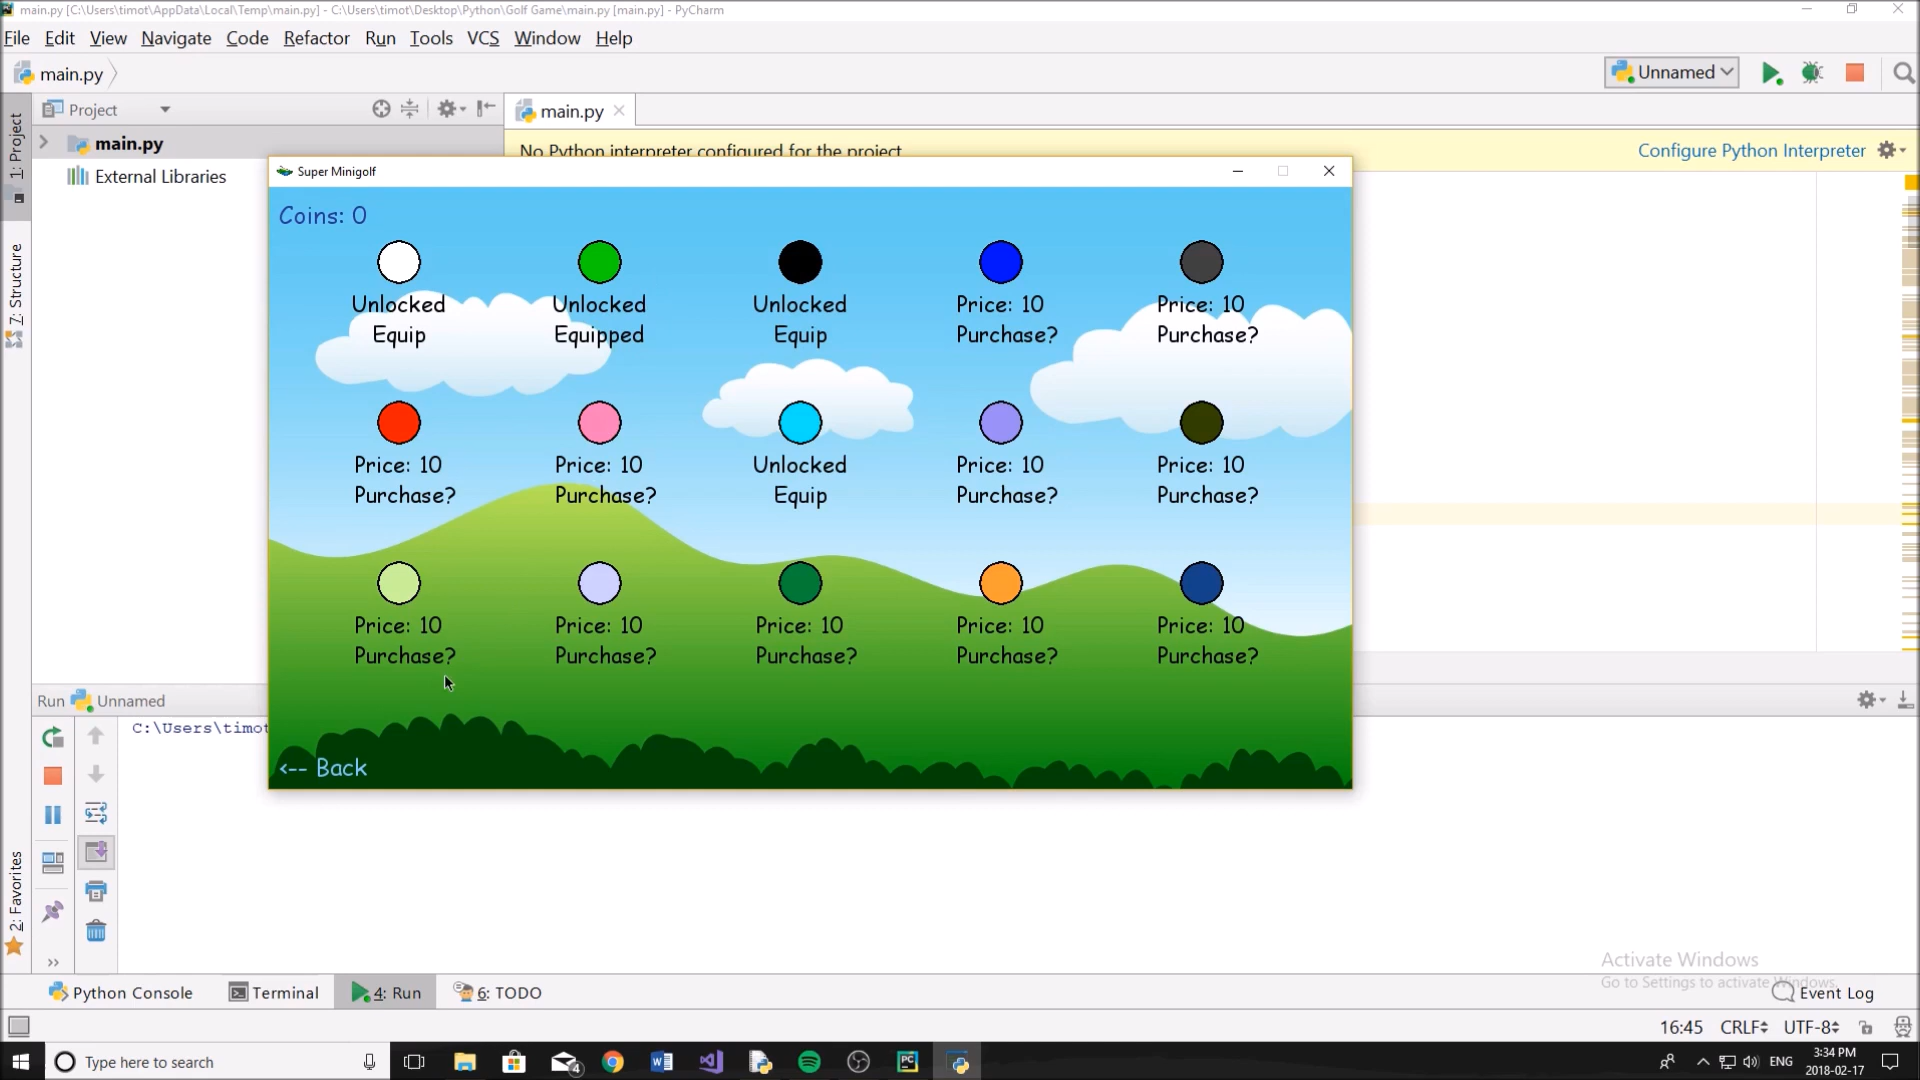 main.py [C:\Users\timot\AppData\Local\Temp\main.py] - C:\Users\timot\Desktop\Python\Golf Game\main.py [main.py] - PyCharm
File Edit View Navigate Code Refactor Run Tools VCS Window Help
main.py
Unnamed
Project
main.py
1: Project
main.py
External Libraries
No Python interpreter configured for the project
Configure Python Interpreter
7: Structure
Super Minigolf
Coins: 0
Unlocked Unlocked Unlocked Price: 10 Price: 10
Equip Equipped Equip Purchase? Purchase?
Price: 10 Price: 10 Unlocked Price: 10 Price: 10
Purchase? Purchase? Equip Purchase? Purchase?
Price: 10 Price: 10 Price: 10 Price: 10 Price: 10
Purchase? Purchase? Purchase? Purchase? Purchase?
<-- Back
Run Unnamed
C:\Users\timot
2: Favorites
Activate Windows
Go to Settings to activate Windows.
Python Console Terminal 4: Run 6: TODO
Event Log
16:45 CRLF UTF-8
Type here to search
4
PC
ENG
3:34 PM
2018-02-17